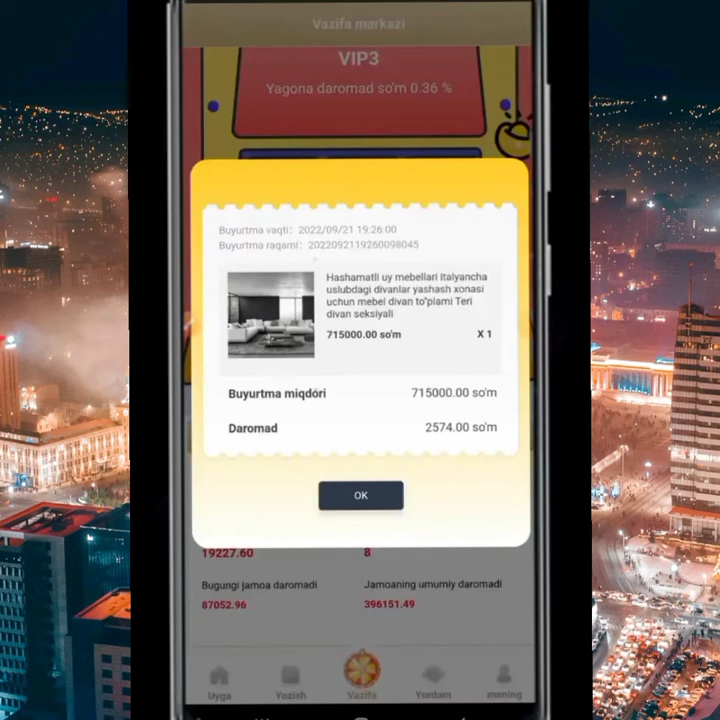 Vazifa markazi
VIP3
Yagona daromad so'm 0.36 %
Buyurtma vaqti: 2022/09/21 19:26:00
Buyurtma raqami: 2022092119260098045
Hashamatli uy mebellari italyancha
uslubdagi divanlar yashash xonasi
uchun mebel divan to"plami Teri
divan seksiyali
715000.00 so'm X 1
Buyurtma miqdori 715000.00 so'm
Daromad 2574.00 so'm
OK
19227.60 8
Bugungi jamoa daromadi Jamoaning umumiy daromadi
87052.96 396151.49
Uyga Yozish Vazifa Yordam mening